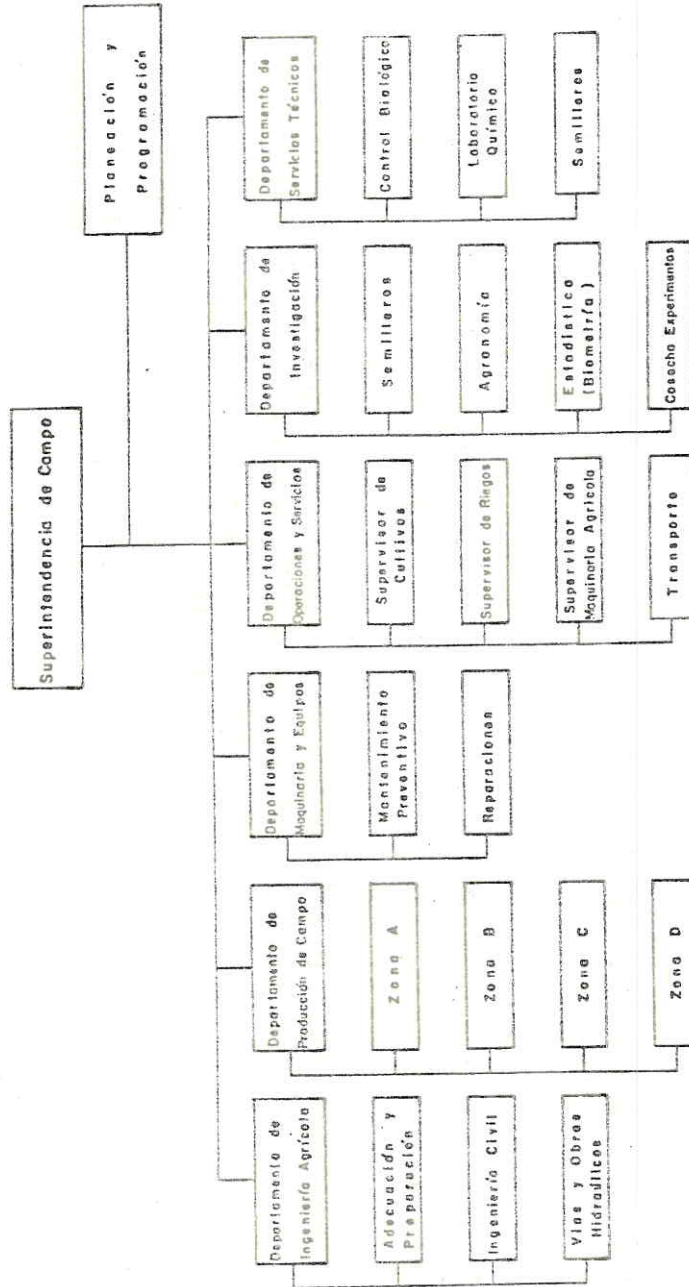 Superintendencia de Campo
Planeación y
Programación
Departamento de
Ingeniería Agrícola
Adecuación y
Preparación
Ingeniería Civil
Vias y Obras
Hidraúlicas
Departamento de
Producción de Campo
Zona A
Zona B
Zona C
Zona D
Departamento de
Maquinaria y Equipos
Mantenimiento
Preventivo
Reparaciones
Departamento de
Operaciones y Servicios
Supervisor de
Cultivos
Supervisor de Riegos
Supervisor de
Maquinaria Agrícola
Transporte
Departamento de
Investigación
Semilleros
Agronomía
Estadístico
(Biometría)
Cosecha Experimentos
Departamento de
Servicios Técnicos
Control Biológico
Laboratorio
Químico
Semilleros